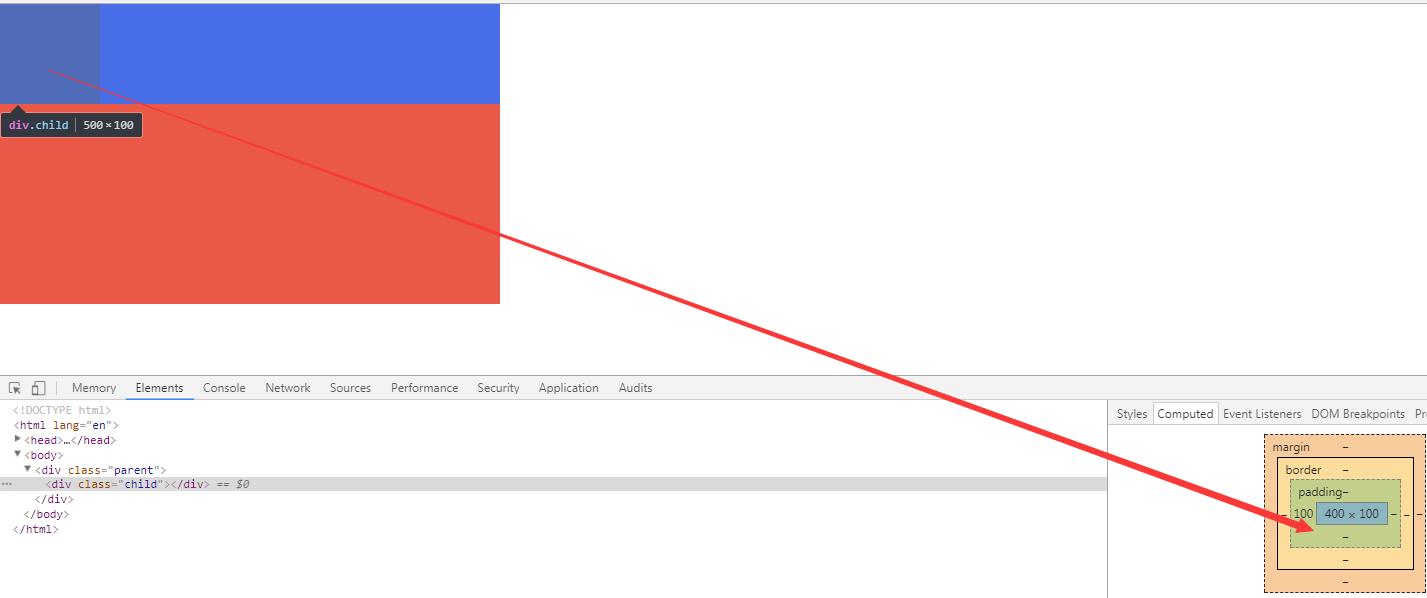 div.child 500×100
Memory Elements Console Network Sources Performance Security Application Audits
<!DOCTYPE html>
<html lang="en">
<head>…</head>
<body>
<div class="parent">
<div class="child"></div> == $0
</div>
</body>
</html>
Styles Computed Event Listeners DOM Breakpoints Pr
margin –
border –
padding –
– 100 400 × 100 – – –
–
–
–